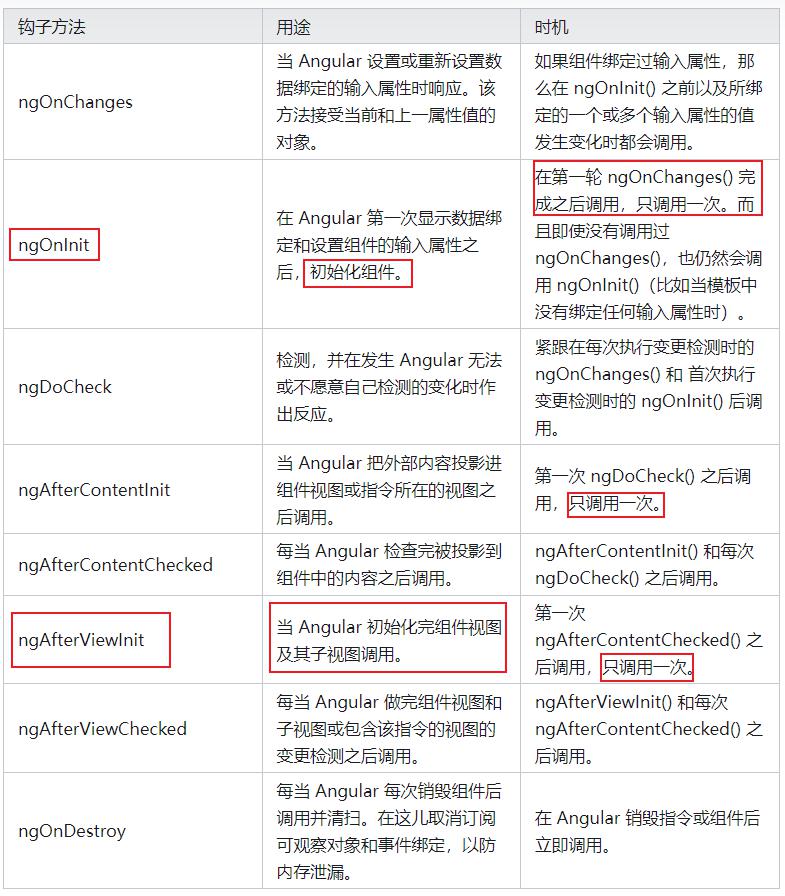 钩子方法
用途
时机
ngOnChanges
当 Angular 设置或重新设置数
据绑定的输入属性时响应。该
方法接受当前和上一属性值的
对象。
如果组件绑定过输入属性，那
么在 ngOnInit() 之前以及所绑
定的一个或多个输入属性的值
发生变化时都会调用。
ngOnInit
在 Angular 第一次显示数据绑
定和设置组件的输入属性之
后，初始化组件。
在第一轮 ngOnChanges() 完
成之后调用，只调用一次。而
且即使没有调用过
ngOnChanges()，也仍然会调
用 ngOnInit()（比如当模板中
没有绑定任何输入属性时）。
ngDoCheck
检测，并在发生 Angular 无法
或不愿意自己检测的变化时作
出反应。
紧跟在每次执行变更检测时的
ngOnChanges() 和 首次执行
变更检测时的 ngOnInit() 后调
用。
ngAfterContentInit
当 Angular 把外部内容投影进
组件视图或指令所在的视图之
后调用。
第一次 ngDoCheck() 之后调
用，只调用一次。
ngAfterContentChecked
每当 Angular 检查完被投影到
组件中的内容之后调用。
ngAfterContentInit() 和每次
ngDoCheck() 之后调用。
ngAfterViewInit
当 Angular 初始化完组件视图
及其子视图调用。
第一次
ngAfterContentChecked() 之
后调用，只调用一次。
ngAfterViewChecked
每当 Angular 做完组件视图和
子视图或包含该指令的视图的
变更检测之后调用。
ngAfterViewInit() 和每次
ngAfterContentChecked() 之
后调用。
ngOnDestroy
每当 Angular 每次销毁组件后
调用并清扫。在这儿取消订阅
可观察对象和事件绑定，以防
内存泄漏。
在 Angular 销毁指令或组件后
立即调用。